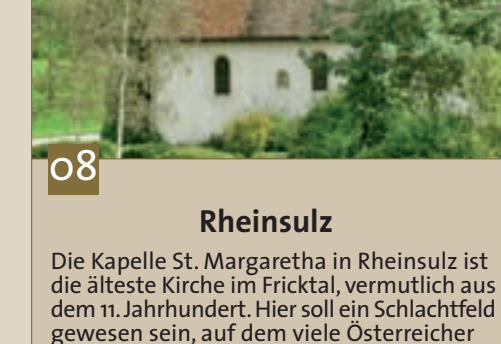 08
Rheinsulz
Die Kapelle St. Margaretha in Rheinsulz ist
die älteste Kirche im Fricktal, vermutlich aus
dem 11. Jahrhundert. Hier soll ein Schlachtfeld
gewesen sein, auf dem viele Österreicher